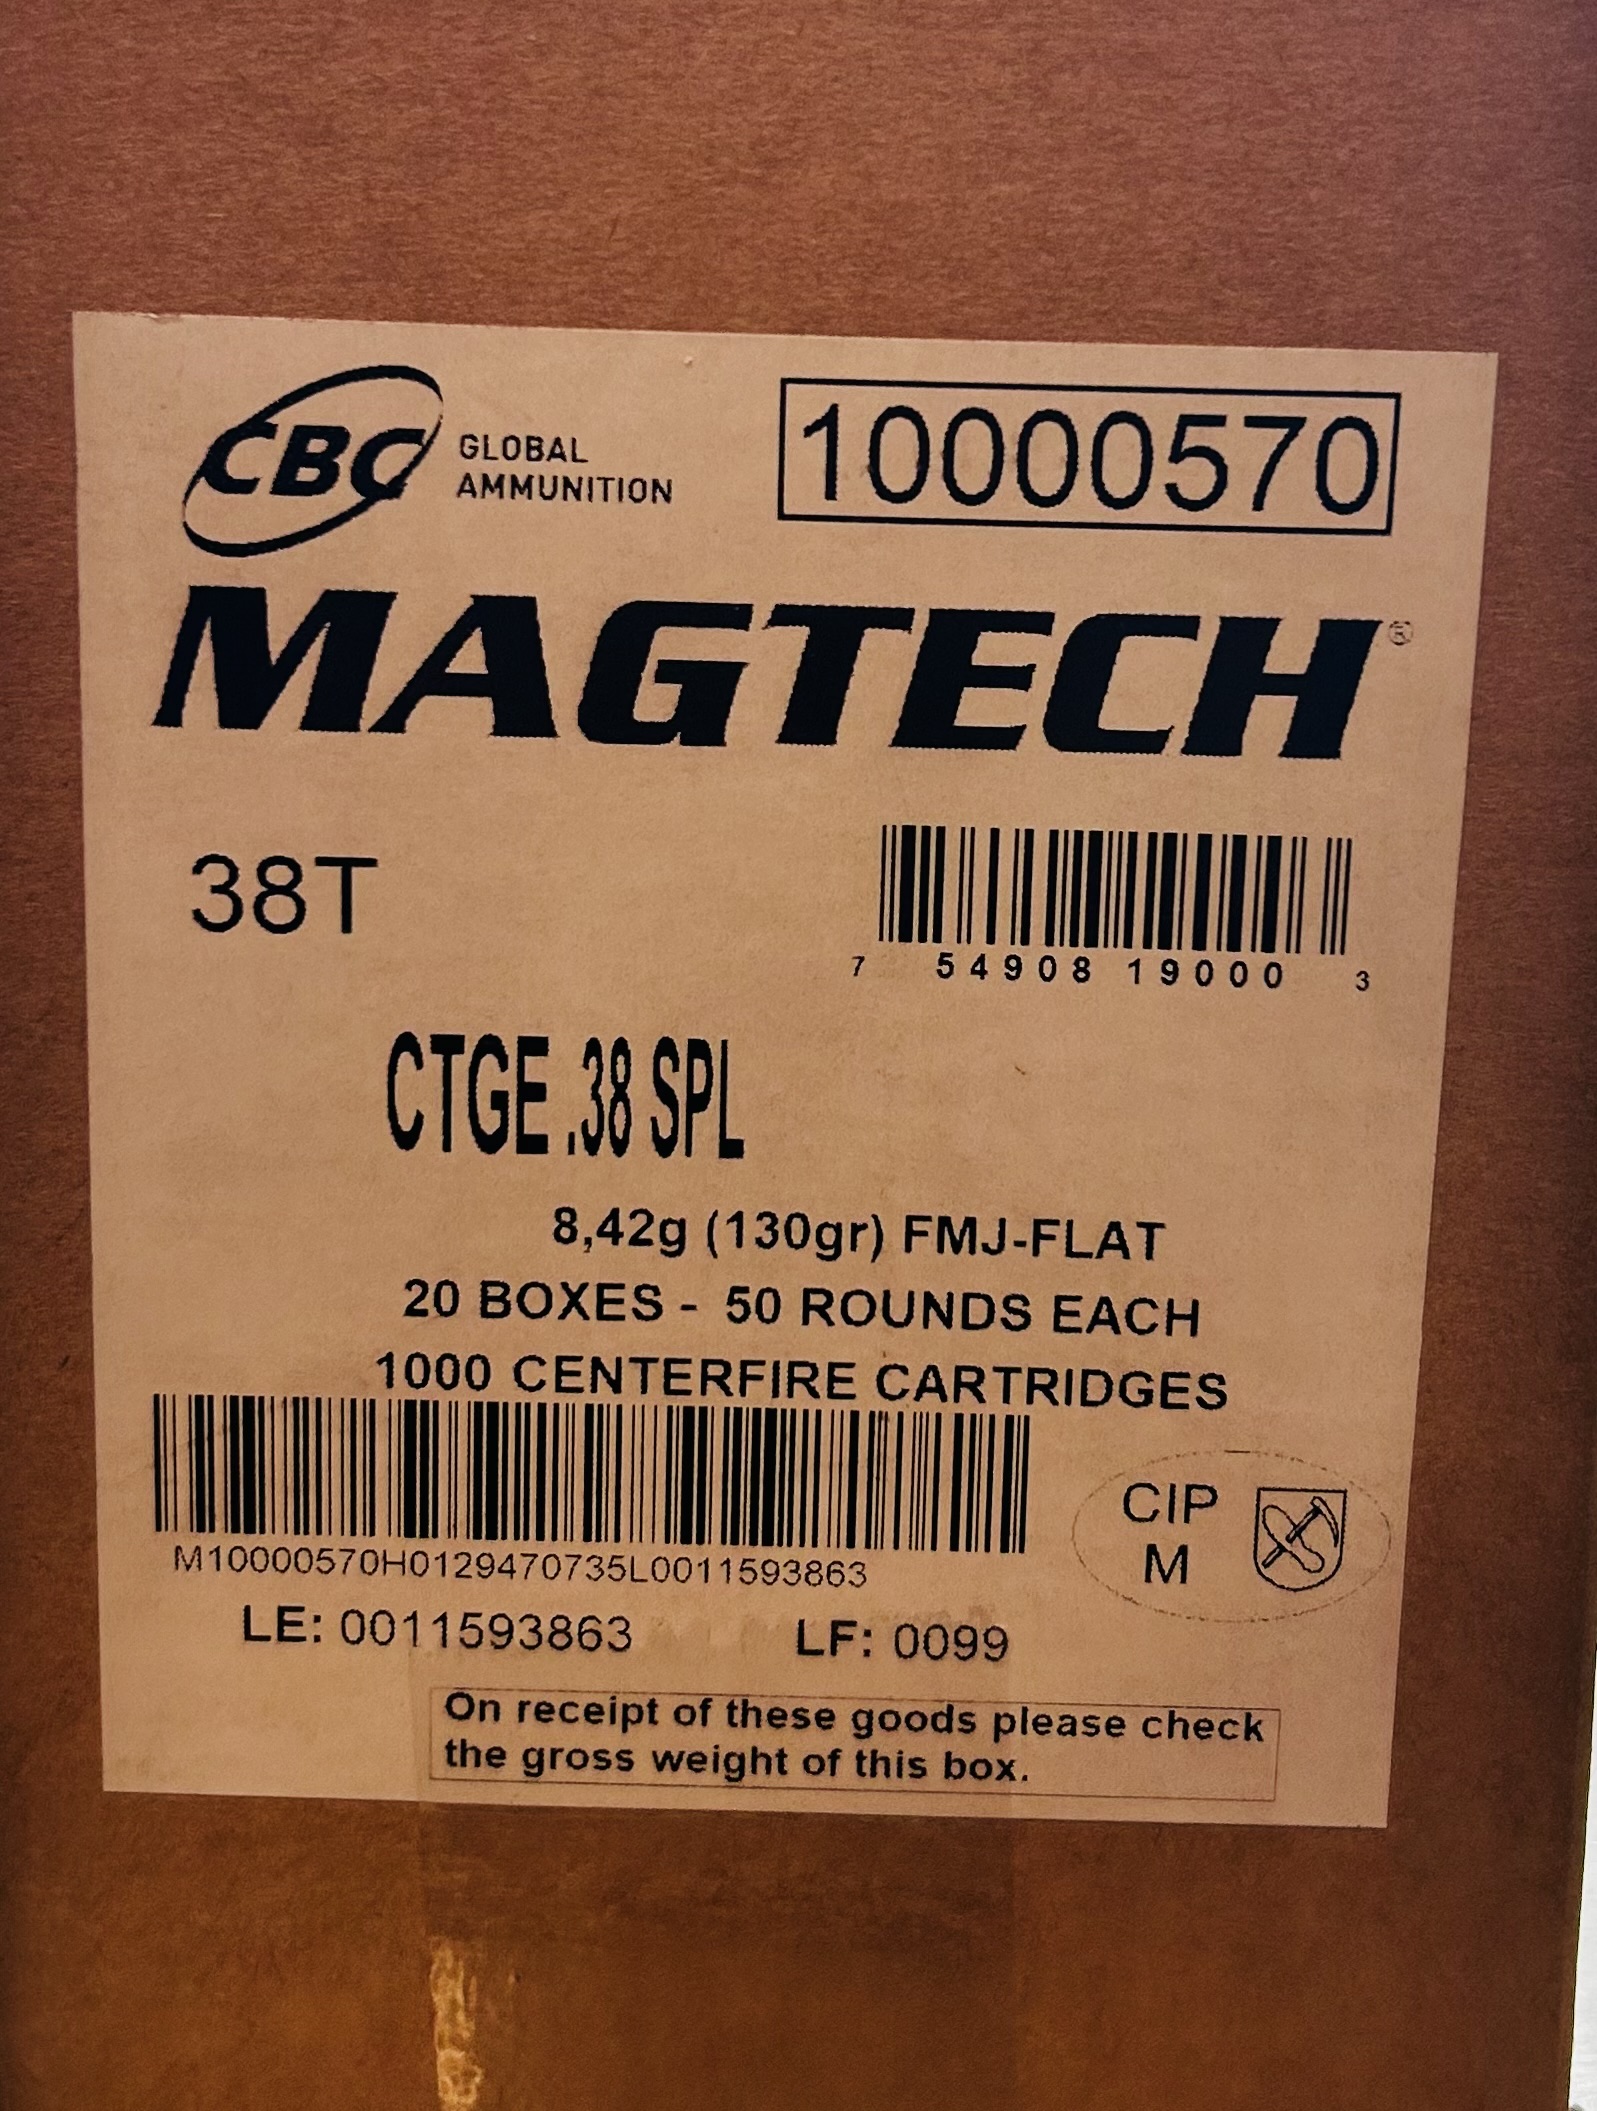 CBC GLOBAL
AMMUNITION
10000570
MAGTECH®
38T
7 54908 19000 3
CTGE .38 SPL
8,42g (130gr) FMJ-FLAT
20 BOXES - 50 ROUNDS EACH
1000 CENTERFIRE CARTRIDGES
M10000570H0129470735L0011593863
CIP
M
LE: 0011593863 LF: 0099
On receipt of these goods please check
the gross weight of this box.